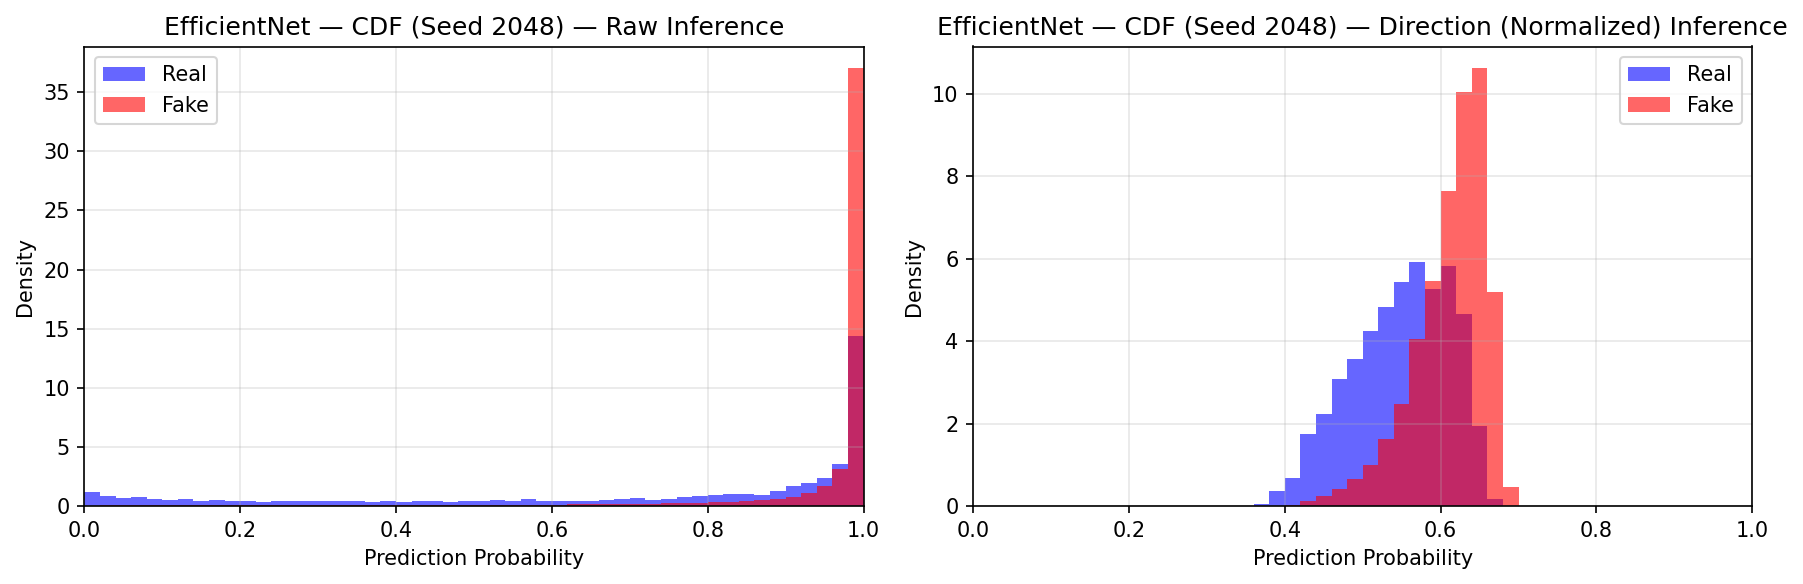 EfficientNet — CDF (Seed 2048) — Raw Inference
Real
Fake
Density
35
30
25
20
15
10
5
0
0.0 0.2 0.4 0.6 0.8 1.0
Prediction Probability
EfficientNet — CDF (Seed 2048) — Direction (Normalized) Inference
Real
Fake
Density
10
8
6
4
2
0
0.0 0.2 0.4 0.6 0.8 1.0
Prediction Probability